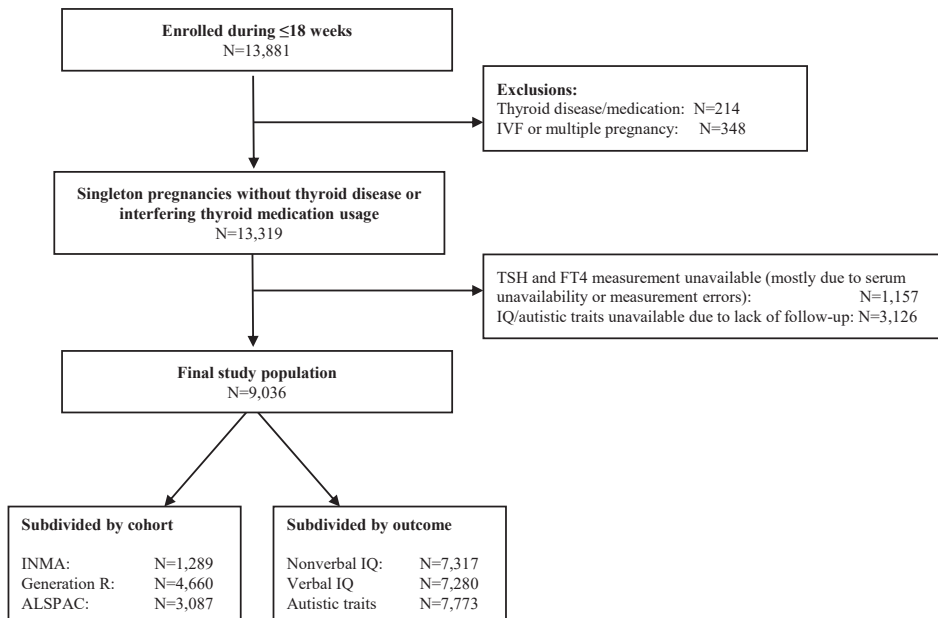 Enrolled during ≤18 weeks
N=13,881
Exclusions:
Thyroid disease/medication: N=214
IVF or multiple pregnancy: N=348
Singleton pregnancies without thyroid disease or
interfering thyroid medication usage
N=13,319
TSH and FT4 measurement unavailable (mostly due to serum
unavailability or measurement errors): N=1,157
IQ/autistic traits unavailable due to lack of follow-up: N=3,126
Final study population
N=9,036
Subdivided by cohort
INMA: N=1,289
Generation R: N=4,660
ALSPAC: N=3,087
Subdivided by outcome
Nonverbal IQ: N=7,317
Verbal IQ N=7,280
Autistic traits N=7,773